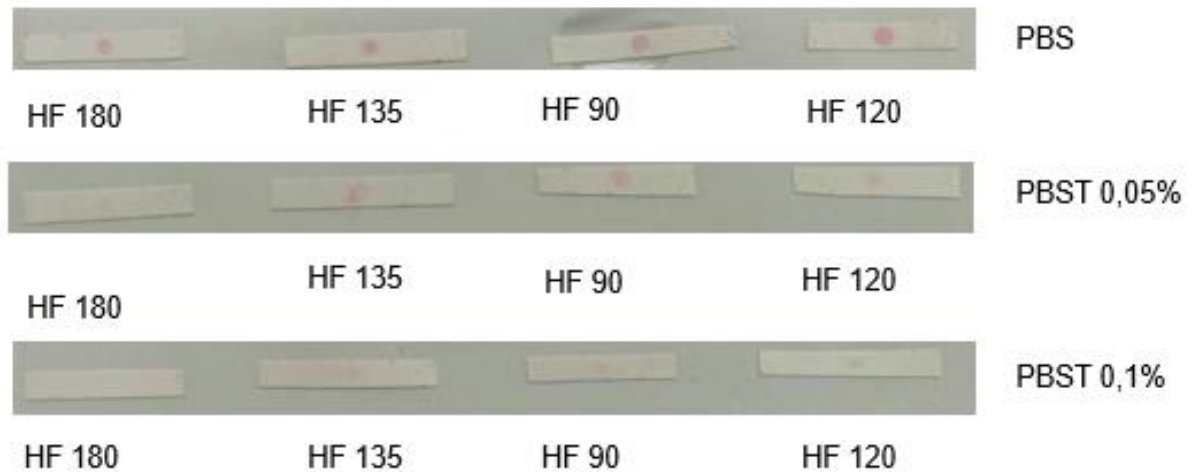 PBS
HF 180 HF 135 HF 90 HF 120
PBST 0,05%
HF 135 HF 90 HF 120
HF 180
PBST 0,1%
HF 180 HF 135 HF 90 HF 120